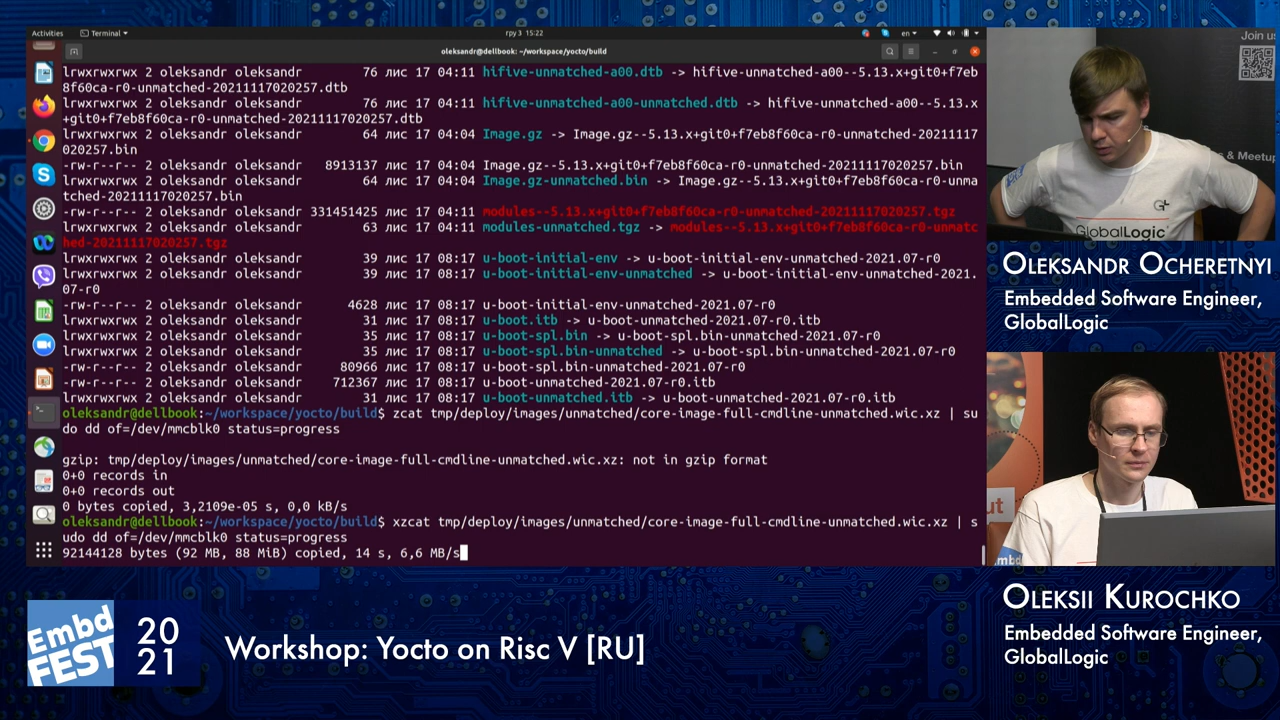 Activities
Terminal
гру 3 15:22
en
oleksandr@dellbook: ~/workspace/yocto/build
lrwxrwxrwx 2 oleksandr oleksandr 76 лис 17 04:11 hifive-unmatched-a00.dtb -> hifive-unmatched-a00--5.13.x+git0+f7eb
8f60ca-r0-unmatched-20211117020257.dtb
lrwxrwxrwx 2 oleksandr oleksandr 76 лис 17 04:11 hifive-unmatched-a00-unmatched.dtb -> hifive-unmatched-a00--5.13.x
+git0+f7eb8f60ca-r0-unmatched-20211117020257.dtb
lrwxrwxrwx 2 oleksandr oleksandr 64 лис 17 04:04 Image.gz -> Image.gz--5.13.x+git0+f7eb8f60ca-r0-unmatched-20211117
020257.bin
-rw-r--r-- 2 oleksandr oleksandr 8913137 лис 17 04:04 Image.gz--5.13.x+git0+f7eb8f60ca-r0-unmatched-20211117020257.bin
lrwxrwxrwx 2 oleksandr oleksandr 64 лис 17 04:04 Image.gz-unmatched.bin -> Image.gz--5.13.x+git0+f7eb8f60ca-r0-unma
tched-20211117020257.bin
-rw-r--r-- 2 oleksandr oleksandr 331451425 лис 17 04:11 modules--5.13.x+git0+f7eb8f60ca-r0-unmatched-20211117020257.tgz
lrwxrwxrwx 2 oleksandr oleksandr 63 лис 17 04:11 modules-unmatched.tgz -> modules--5.13.x+git0+f7eb8f60ca-r0-unmatc
hed-20211117020257.tgz
lrwxrwxrwx 2 oleksandr oleksandr 39 лис 17 08:17 u-boot-initial-env -> u-boot-initial-env-unmatched-2021.07-r0
lrwxrwxrwx 2 oleksandr oleksandr 39 лис 17 08:17 u-boot-initial-env-unmatched -> u-boot-initial-env-unmatched-2021.
07-r0
-rw-r--r-- 2 oleksandr oleksandr 4628 лис 17 08:17 u-boot-initial-env-unmatched-2021.07-r0
lrwxrwxrwx 2 oleksandr oleksandr 31 лис 17 08:17 u-boot.itb -> u-boot-unmatched-2021.07-r0.itb
lrwxrwxrwx 2 oleksandr oleksandr 35 лис 17 08:17 u-boot-spl.bin -> u-boot-spl.bin-unmatched-2021.07-r0
lrwxrwxrwx 2 oleksandr oleksandr 35 лис 17 08:17 u-boot-spl.bin-unmatched -> u-boot-spl.bin-unmatched-2021.07-r0
-rw-r--r-- 2 oleksandr oleksandr 80966 лис 17 08:17 u-boot-spl.bin-unmatched-2021.07-r0
-rw-r--r-- 2 oleksandr oleksandr 712367 лис 17 08:17 u-boot-unmatched-2021.07-r0.itb
lrwxrwxrwx 2 oleksandr oleksandr 31 лис 17 08:17 u-boot-unmatched.itb -> u-boot-unmatched-2021.07-r0.itb
oleksandr@dellbook:~/workspace/yocto/build$ zcat tmp/deploy/images/unmatched/core-image-full-cmdline-unmatched.wic.xz | su
do dd of=/dev/mmcblk0 status=progress
gzip: tmp/deploy/images/unmatched/core-image-full-cmdline-unmatched.wic.xz: not in gzip format
0+0 records in
0+0 records out
0 bytes copied, 3,2109e-05 s, 0,0 kB/s
oleksandr@dellbook:~/workspace/yocto/build$ xzcat tmp/deploy/images/unmatched/core-image-full-cmdline-unmatched.wic.xz | s
udo dd of=/dev/mmcblk0 status=progress
92144128 bytes (92 MB, 88 MiB) copied, 14 s, 6,6 MB/s
Join us
& Meetup
GlobalLogic
Oleksandr Ocheretnyi
Embedded Software Engineer,
GlobalLogic
ut
Oleksii Kurochko
Embedded Software Engineer,
GlobalLogic
Embd
FEST
20
21
Workshop: Yocto on Risc V [RU]